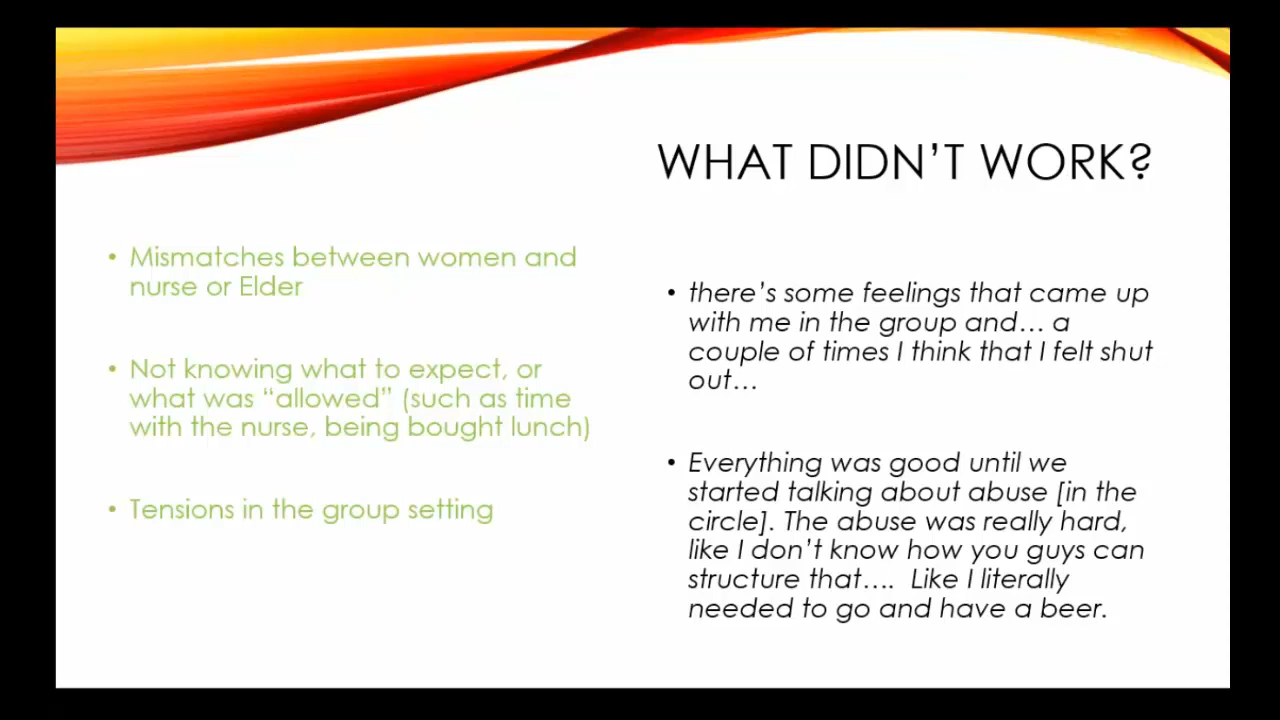 WHAT DIDN’T WORK?
• Mismatches between women and
nurse or Elder
• Not knowing what to expect, or
what was “allowed” (such as time
with the nurse, being bought lunch)
• Tensions in the group setting
• there’s some feelings that came up
with me in the group and… a
couple of times I think that I felt shut
out…
• Everything was good until we
started talking about abuse [in the
circle]. The abuse was really hard,
like I don’t know how you guys can
structure that…. Like I literally
needed to go and have a beer.